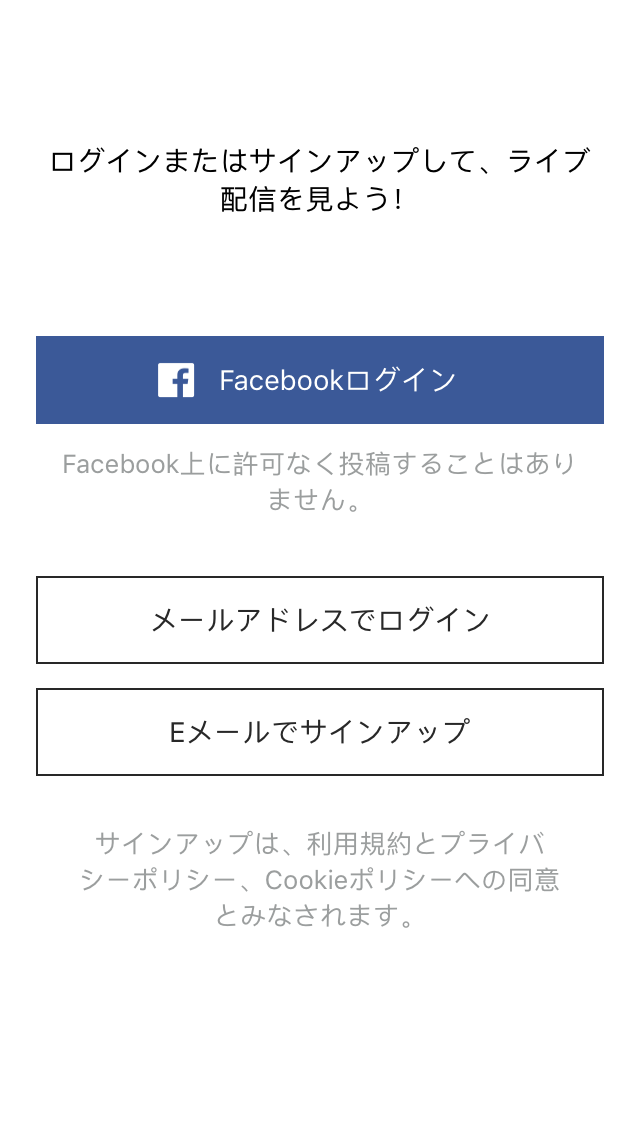 ログインまたはサインアップして、ライブ
配信を見よう!
Facebookログイン
Facebook上に許可なく投稿することはあり
ません。
メールアドレスでログイン
Eメールでサインアップ
サインアップは、利用規約とプライバ
シーポリシー、Cookieポリシーへの同意
とみなされます。